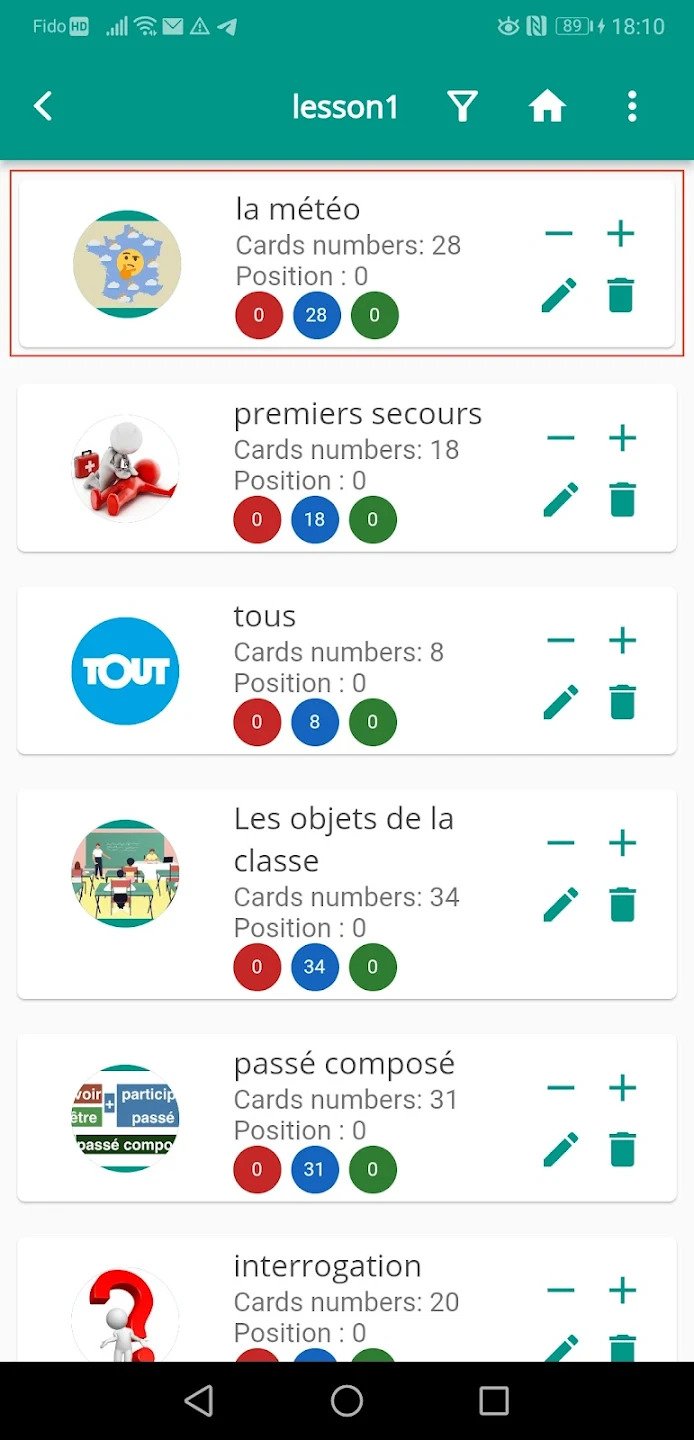 Fido HD 89 18:10
lesson1
la météo
Cards numbers: 28
Position : 0
0 28 0
premiers secours
Cards numbers: 18
Position : 0
0 18 0
TOUT
tous
Cards numbers: 8
Position : 0
0 8 0
Les objets de la
classe
Cards numbers: 34
Position : 0
0 34 0
voir + particip
être passé
passé compo
passé composé
Cards numbers: 31
Position : 0
0 31 0
interrogation
Cards numbers: 20
Position : 0